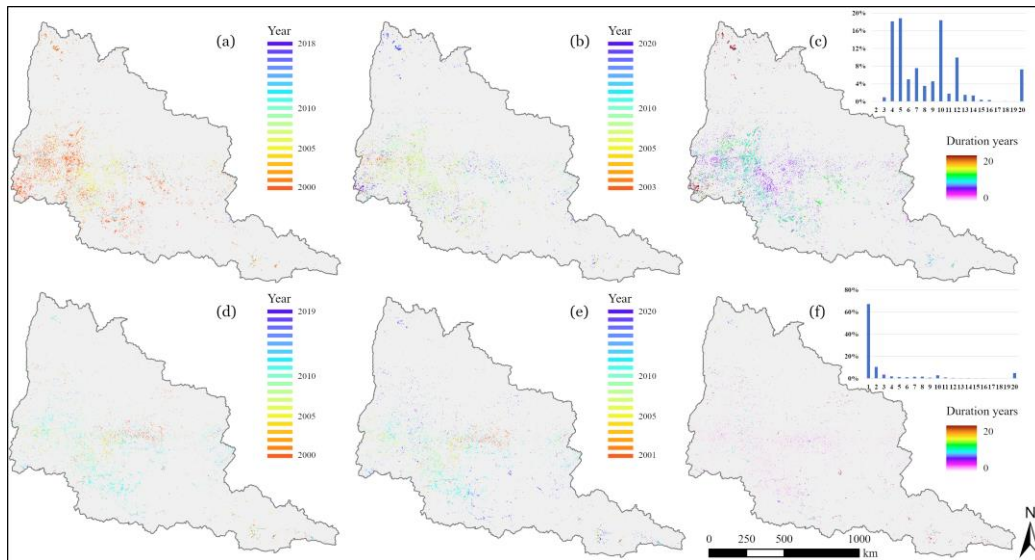 (a)
Year
2018
2010
2005
2000
(b)
Year
2020
2010
2005
2003
(c)
20%
16%
12%
8%
4%
0%
2 3 4 5 6 7 8 9 10 11 12 13 14 15 16 17 18 19 20
Duration years
20
0
(d)
Year
2019
2010
2005
2000
(e)
Year
2020
2010
2005
2001
(f)
80%
60%
40%
20%
0%
1 2 3 4 5 6 7 8 9 10 11 12 13 14 15 16 17 18 19 20
Duration years
20
0
N
0 250 500 1000
km